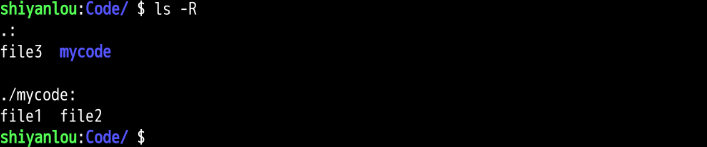 shiyanlou:Code/ $ ls -R
.:
file3  mycode

./mycode:
file1  file2
shiyanlou:Code/ $